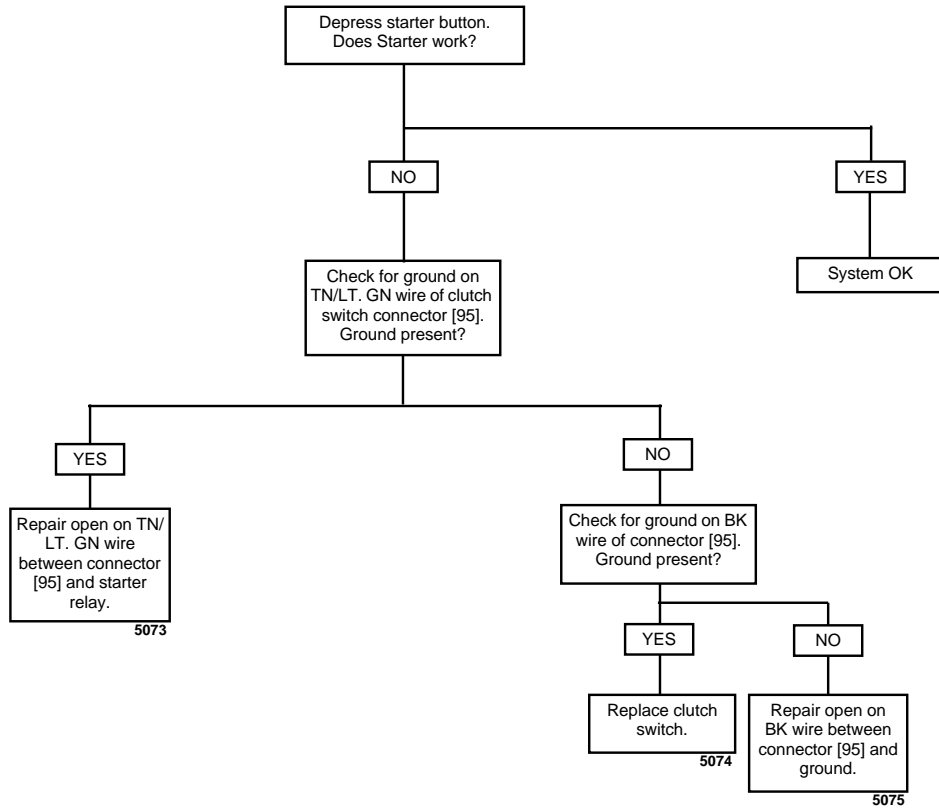 Depress starter button.
Does Starter work?
NO
YES
Check for ground on
TN/LT. GN wire of clutch
switch connector [95].
Ground present?
System OK
YES
NO
Repair open on TN/
LT. GN wire
between connector
[95] and starter
relay.
5073
Check for ground on BK
wire of connector [95].
Ground present?
YES
NO
Replace clutch
switch.
5074
Repair open on
BK wire between
connector [95] and
ground.
5075